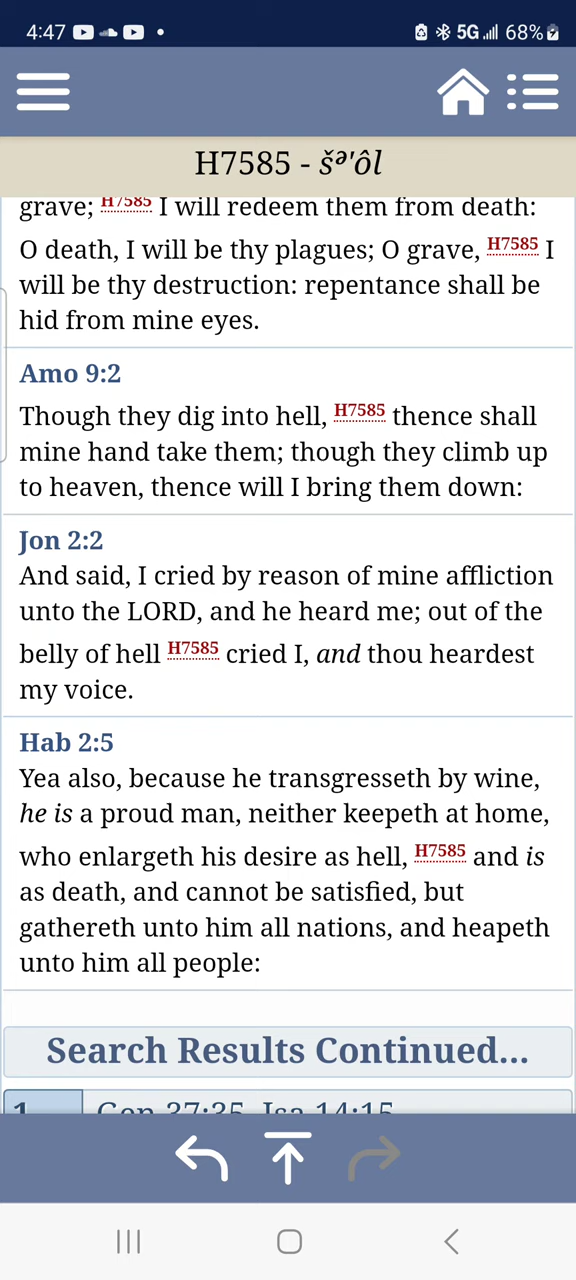 4:47 5G 68%
H7585 - šᵊ'ôl
grave; H7585 I will redeem them from death:
O death, I will be thy plagues; O grave, H7585 I
will be thy destruction: repentance shall be
hid from mine eyes.
Amo 9:2
Though they dig into hell, H7585 thence shall
mine hand take them; though they climb up
to heaven, thence will I bring them down:
Jon 2:2
And said, I cried by reason of mine affliction
unto the LORD, and he heard me; out of the
belly of hell H7585 cried I, and thou heardest
my voice.
Hab 2:5
Yea also, because he transgresseth by wine,
he is a proud man, neither keepeth at home,
who enlargeth his desire as hell, H7585 and is
as death, and cannot be satisfied, but
gathereth unto him all nations, and heapeth
unto him all people:
Search Results Continued...
1 Gen 37:35–Isa 14:15